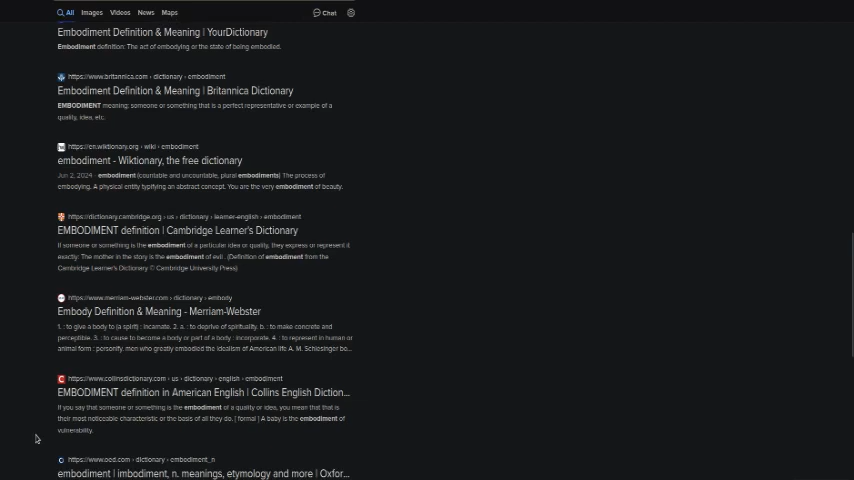 All Images Videos News Maps Chat
Embodiment Definition & Meaning | YourDictionary
Embodiment definition: The act of embodying or the state of being embodied.
https://www.britannica.com › dictionary › embodiment
Embodiment Definition & Meaning | Britannica Dictionary
EMBODIMENT meaning: someone or something that is a perfect representative or example of a
quality, idea, etc.
https://en.wiktionary.org › wiki › embodiment
embodiment - Wiktionary, the free dictionary
Jun 2, 2024 · embodiment (countable and uncountable, plural embodiments) The process of
embodying. A physical entity typifying an abstract concept. You are the very embodiment of beauty.
https://dictionary.cambridge.org › us › dictionary › learner-english › embodiment
EMBODIMENT definition | Cambridge Learner's Dictionary
If someone or something is the embodiment of a particular idea or quality, they express or represent it
exactly: The mother in the story is the embodiment of evil . (Definition of embodiment from the
Cambridge Learner's Dictionary © Cambridge University Press)
https://www.merriam-webster.com › dictionary › embody
Embody Definition & Meaning - Merriam-Webster
1. : to give a body to (a spirit) : incarnate. 2. a. : to deprive of spirituality. b. : to make concrete and
perceptible. 3. : to cause to become a body or part of a body : incorporate. 4. : to represent in human or
animal form : personify. men who greatly embodied the idealism of American life A. M. Schlesinger bo...
https://www.collinsdictionary.com › us › dictionary › english › embodiment
EMBODIMENT definition in American English | Collins English Diction...
If you say that someone or something is the embodiment of a quality or idea, you mean that that is
their most noticeable characteristic or the basis of all they do. [ formal ] A baby is the embodiment of
vulnerability.
https://www.oed.com › dictionary › embodiment_n
embodiment | imbodiment, n. meanings, etymology and more | Oxfor...